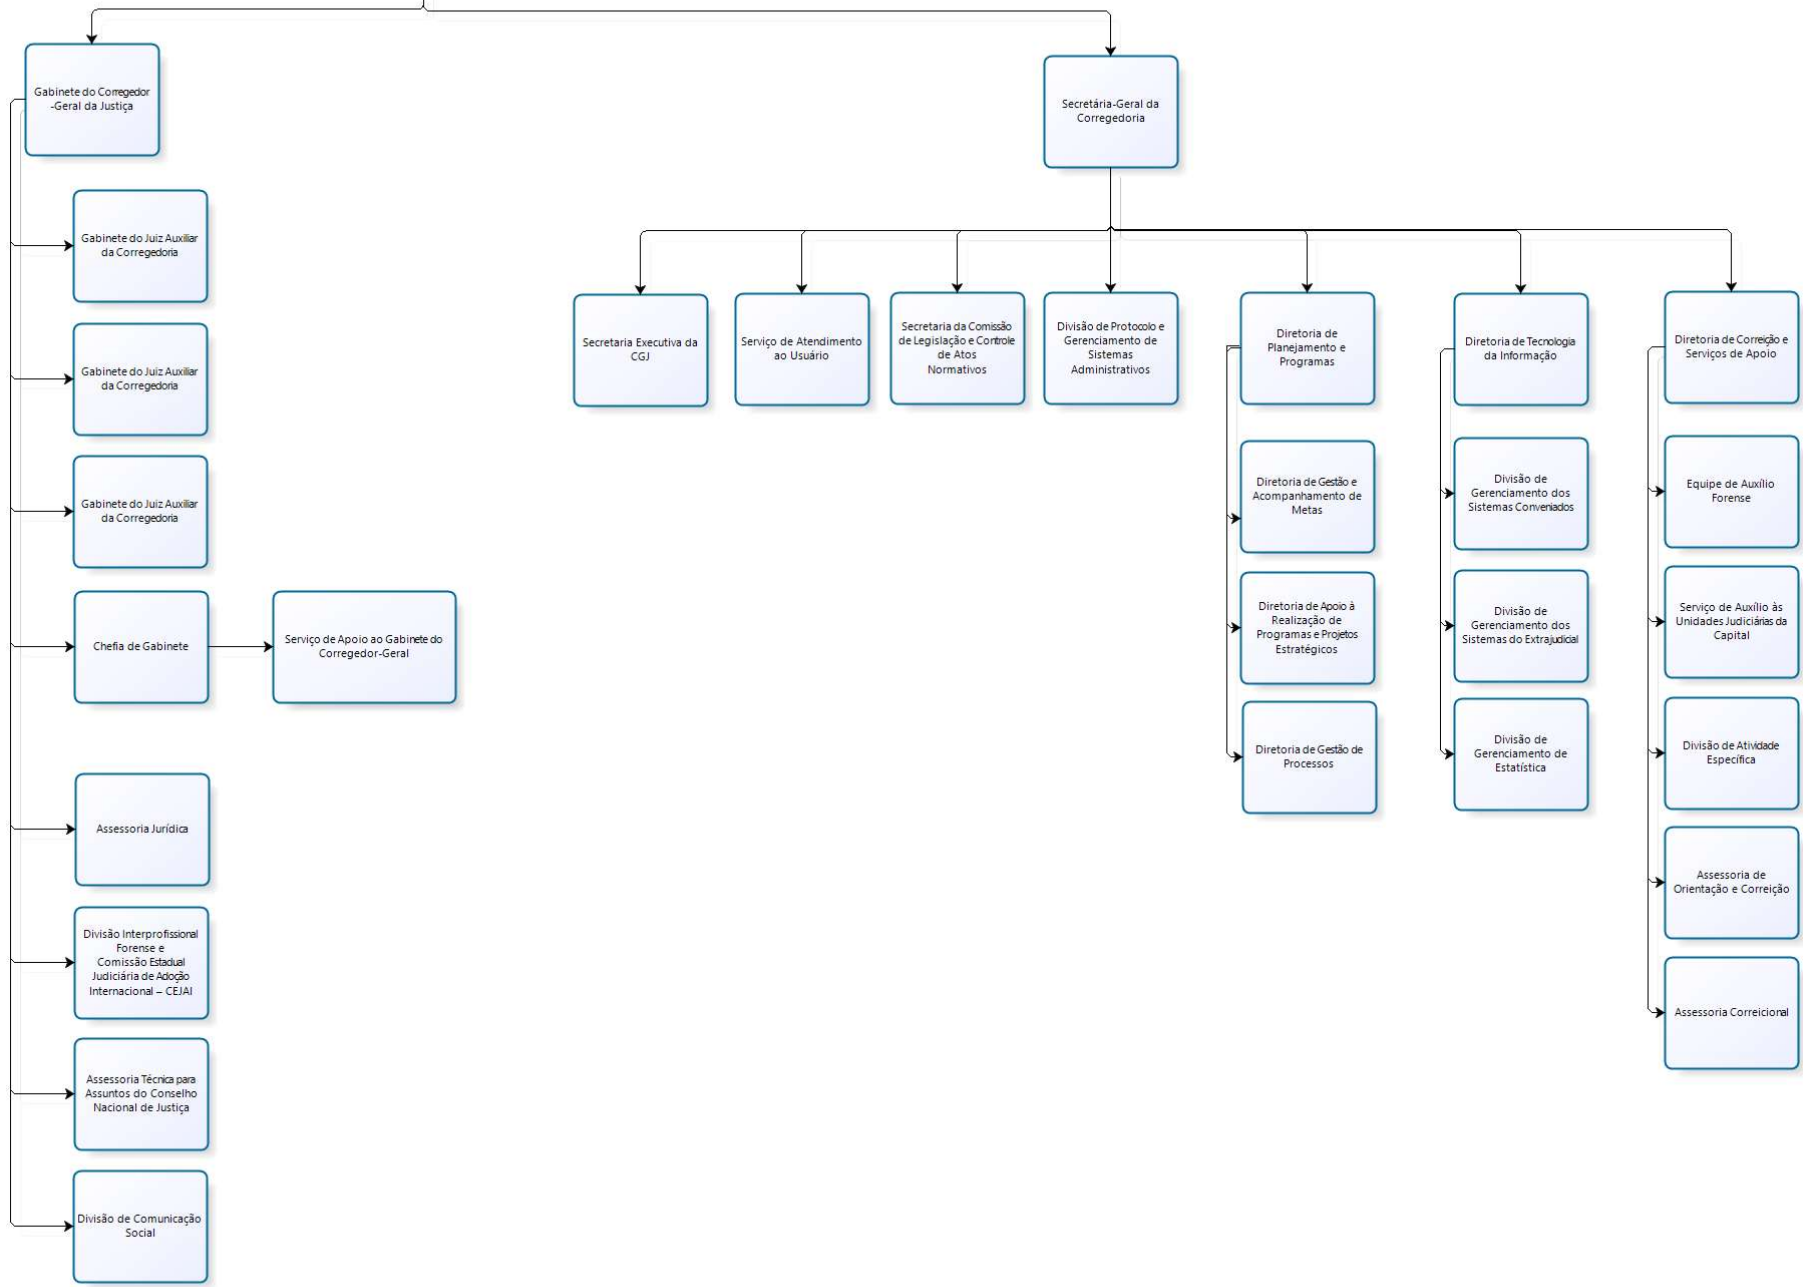 Gabinete do Corregedor
-Geral da Justiça
Secretária-Geral da
Corregedoria
Gabinete do Juiz Auxiliar
da Corregedoria
Gabinete do Juiz Auxiliar
da Corregedoria
Gabinete do Juiz Auxiliar
da Corregedoria
Chefia de Gabinete
Serviço de Apoio ao Gabinete do
Corregedor-Geral
Assessoria Jurídica
Divisão Interprofissional
Forense e
Comissão Estadual
Judiciária de Adoção
Internacional – CEJAI
Assessoria Técnica para
Assuntos do Conselho
Nacional de Justiça
Divisão de Comunicação
Social
Secretaria Executiva da
CGJ
Serviço de Atendimento
ao Usuário
Secretaria da Comissão
de Legislação e Controle
de Atos
Normativos
Divisão de Protocolo e
Gerenciamento de
Sistemas
Administrativos
Diretoria de
Planejamento e
Programas
Diretoria de Gestão e
Acompanhamento de
Metas
Diretoria de Apoio à
Realização de
Programas e Projetos
Estratégicos
Diretoria de Gestão de
Processos
Diretoria de Tecnologia
da Informação
Divisão de
Gerenciamento dos
Sistemas Conveniados
Divisão de
Gerenciamento dos
Sistemas do Extrajudicial
Divisão de
Gerenciamento de
Estatística
Diretoria de Correição e
Serviços de Apoio
Equipe de Auxílio
Forense
Serviço de Auxílio às
Unidades Judiciárias da
Capital
Divisão de Atividade
Específica
Assessoria de
Orientação e Correição
Assessoria Correicional